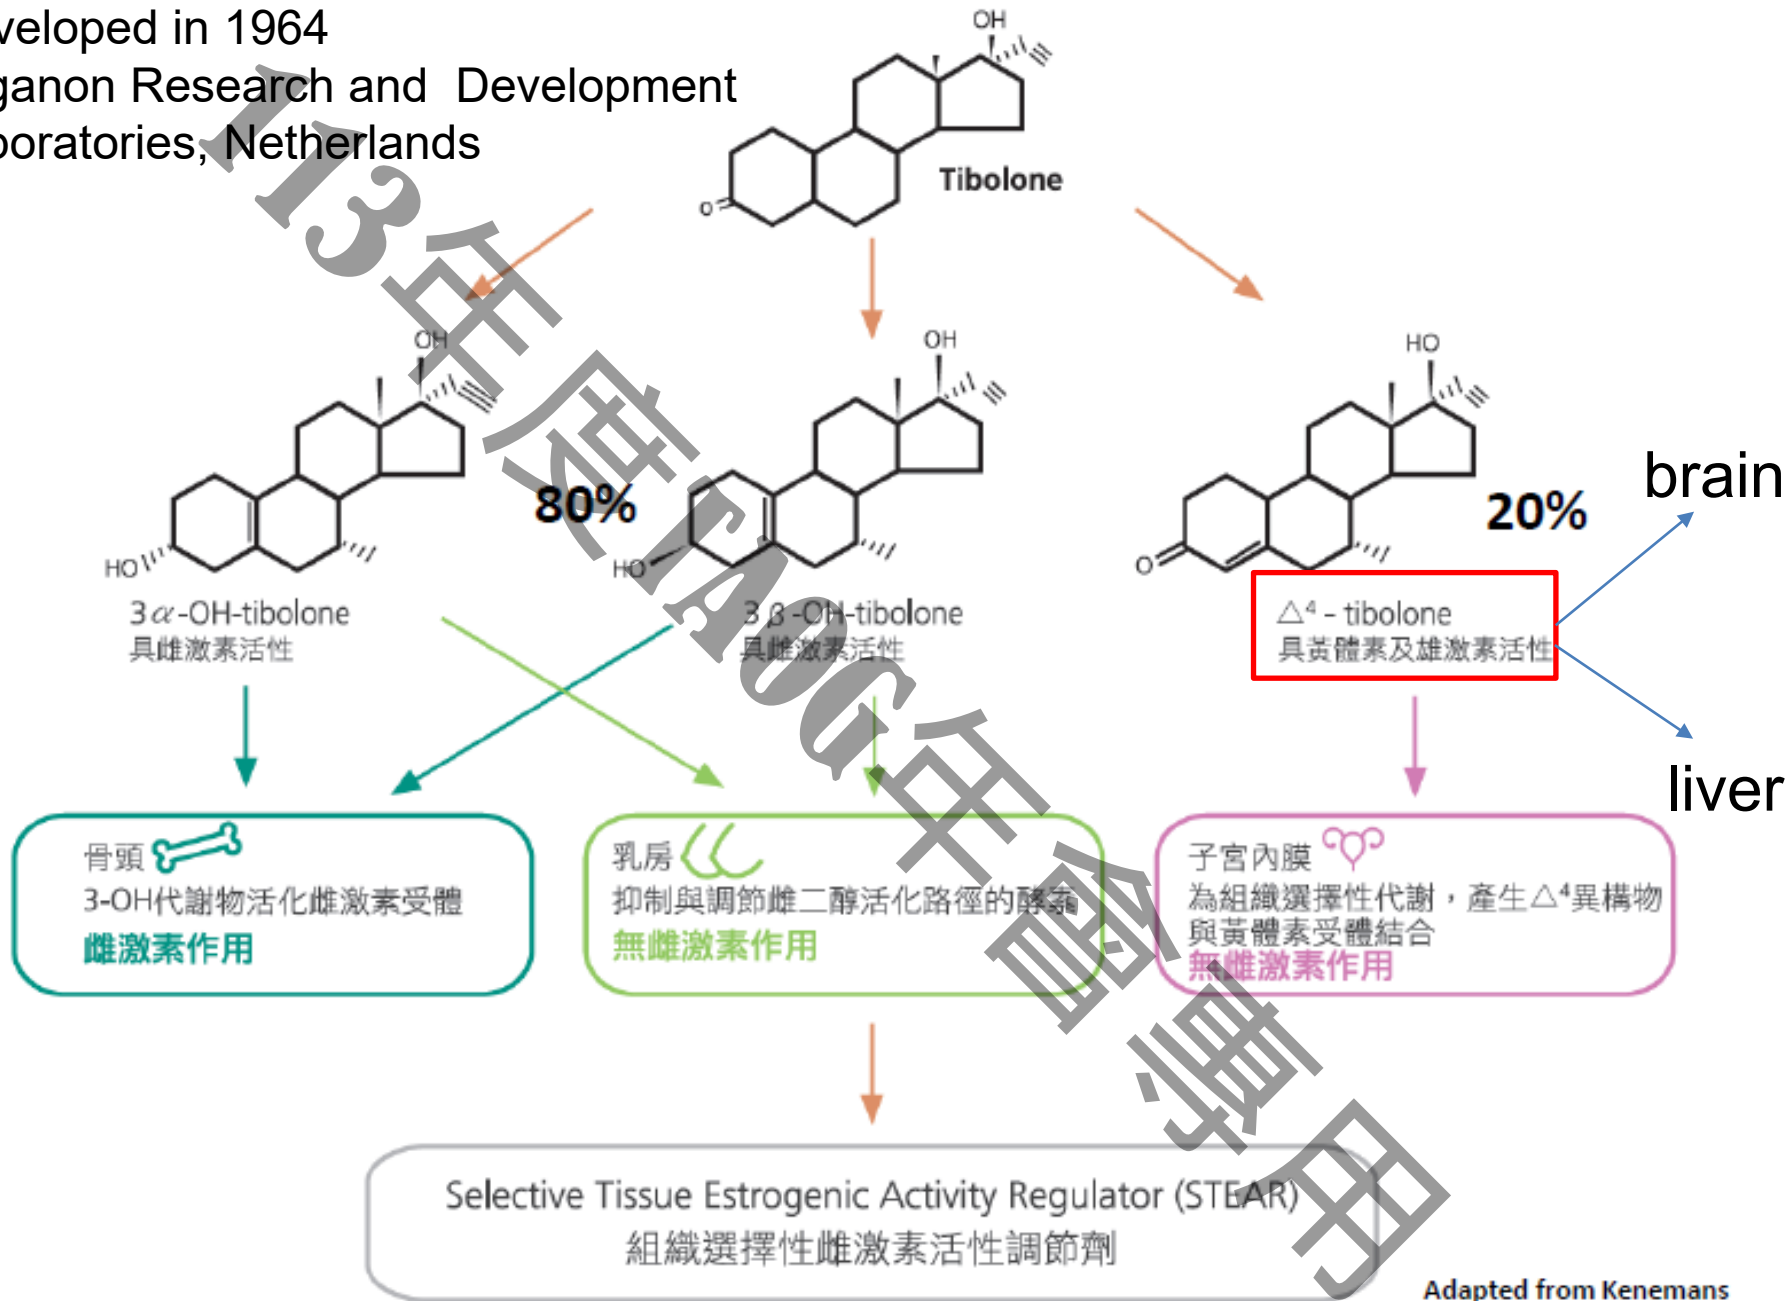 veloped in 1964
ganon Research and Development
boratories, Netherlands
OH
Tibolone
O
OH
OH
HO
80%
20%
brain
HO
HO
O
3α-OH-tibolone
具雌激素活性
3β-OH-tibolone
具雌激素活性
△⁴- tibolone
具黃體素及雄激素活性
liver
骨頭
3-OH代謝物活化雌激素受體
雌激素作用
乳房
抑制與調節雌二醇活化路徑的酵素
無雌激素作用
子宮內膜
為組織選擇性代謝，產生△⁴異構物
與黃體素受體結合
無雌激素作用
Selective Tissue Estrogenic Activity Regulator (STEAR)
組織選擇性雌激素活性調節劑
Adapted from Kenemans
113年度TAOG年會專用